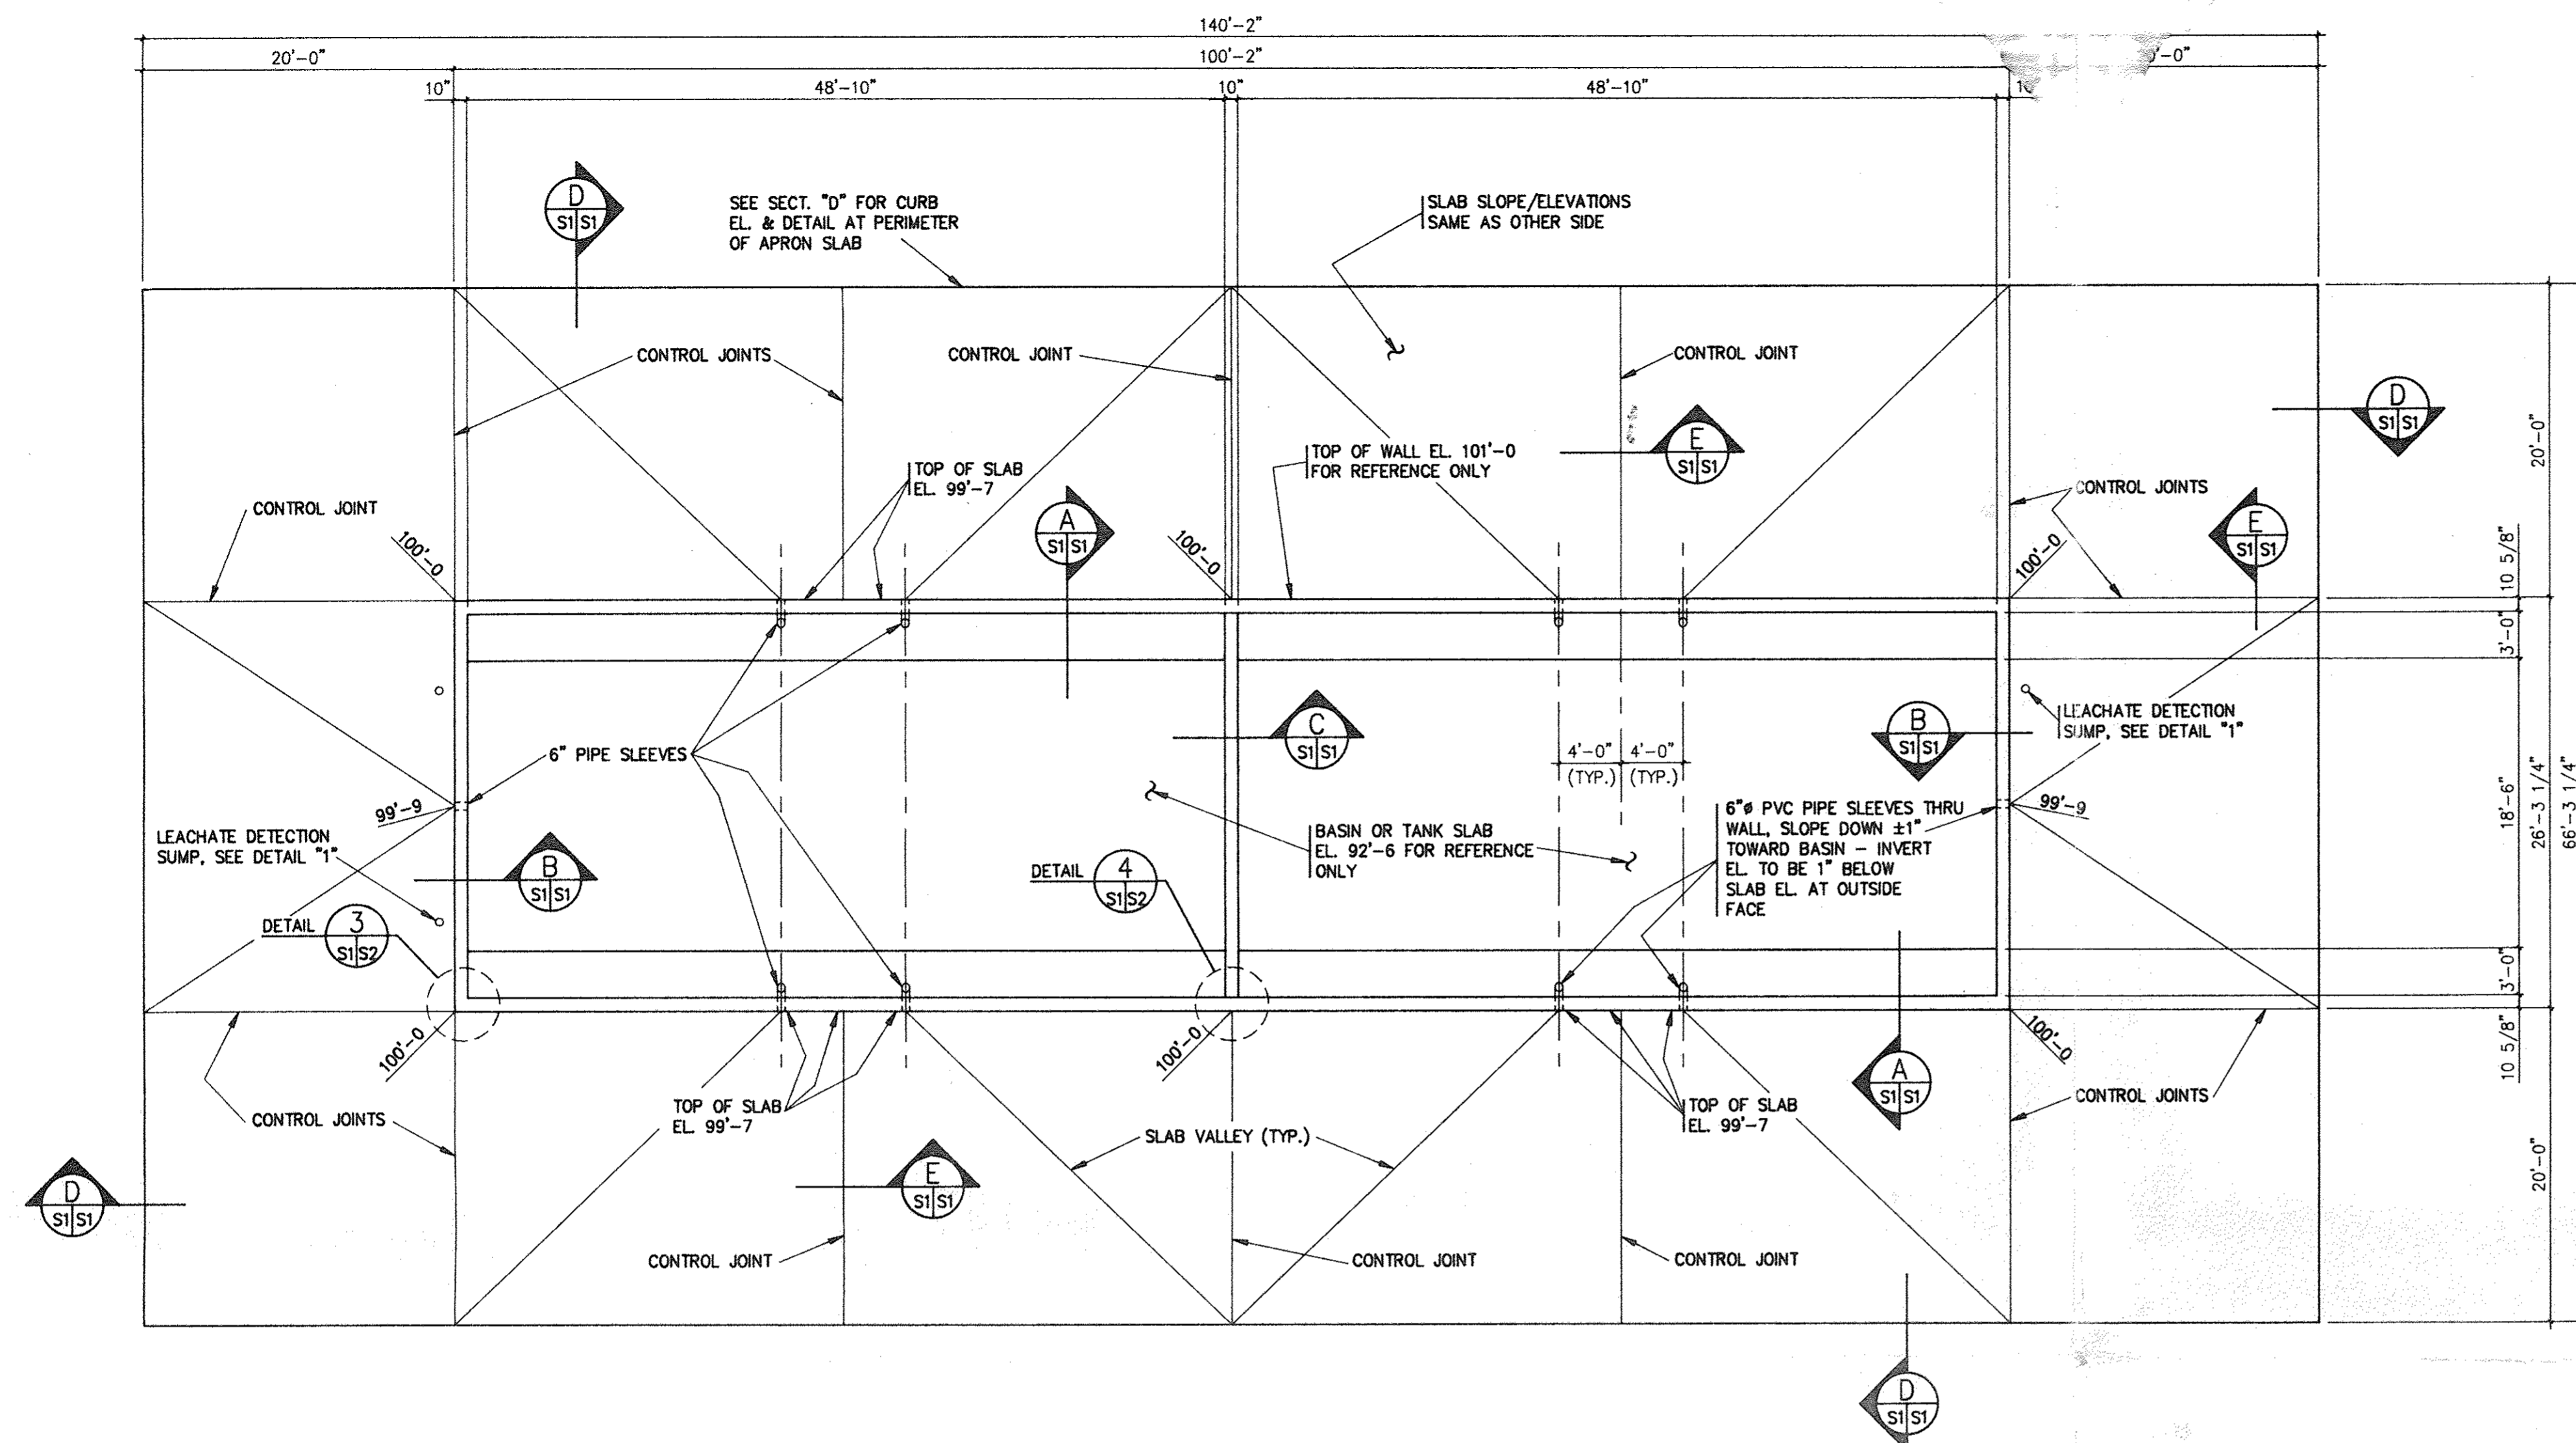 140'-2"
20'-0"
100'-2"
'-0"
10"
48'-10"
10"
48'-10"
D
S1 S1
SEE SECT. "D" FOR CURB
EL. & DETAIL AT PERIMETER
OF APRON SLAB
SLAB SLOPE/ELEVATIONS
SAME AS OTHER SIDE
CONTROL JOINTS
CONTROL JOINT
CONTROL JOINT
D
S1 S1
E
S1 S1
TOP OF WALL EL. 101'-0
FOR REFERENCE ONLY
TOP OF SLAB
EL. 99'-7
20'-0"
CONTROL JOINTS
CONTROL JOINT
A
S1 S1
E
S1 S1
100'-0
100'-0
100'-0
10 5/8"
3'-0"
LEACHATE DETECTION
SUMP, SEE DETAIL "1"
C
S1 S1
B
S1 S1
6" PIPE SLEEVES
4'-0"
4'-0"
(TYP.)
(TYP.)
99'-9
99'-9
6"ø PVC PIPE SLEEVES THRU
WALL, SLOPE DOWN ±1"
TOWARD BASIN - INVERT
EL. TO BE 1" BELOW
SLAB EL. AT OUTSIDE
FACE
18'-6"
26'-3 1/4"
66'-3 1/4"
LEACHATE DETECTION
SUMP, SEE DETAIL "1"
BASIN OR TANK SLAB
EL. 92'-6 FOR REFERENCE
ONLY
B
S1 S1
DETAIL
4
S1 S2
DETAIL
3
S1 S2
3'-0"
100'-0
100'-0
100'-0
10 5/8"
A
S1 S1
CONTROL JOINTS
TOP OF SLAB
EL. 99'-7
SLAB VALLEY (TYP.)
TOP OF SLAB
EL. 99'-7
CONTROL JOINTS
20'-0"
D
S1 S1
E
S1 S1
CONTROL JOINT
CONTROL JOINT
CONTROL JOINT
D
S1 S1